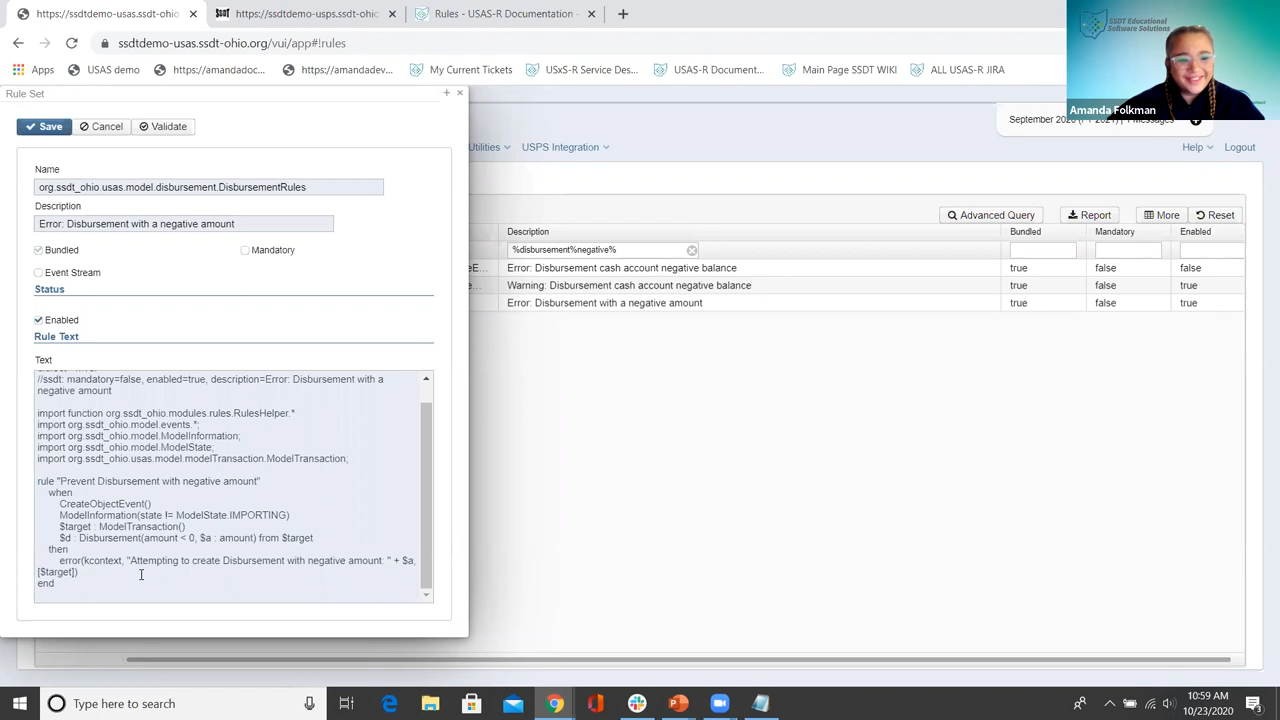 https://ssdtdemo-usas.ssdt-ohio
https://ssdtdemo-usps.ssdt-ohio
Rules - USAS-R Documentation -
ssdtdemo-usas.ssdt-ohio.org/vui/app#!rules
Apps
USAS demo
https://amandadoc...
https://amandadev...
My Current Tickets
USxS-R Service Des...
USAS-R Document...
Main Page SSDT WIKI
ALL USAS-R JIRA
SSDT Educational
Software Solutions
Amanda Folkman
Rule Set
Save
Cancel
Validate
Name
org.ssdt_ohio.usas.model.disbursement.DisbursementRules
Description
Error: Disbursement with a negative amount
Bundled
Mandatory
Event Stream
Status
Enabled
Rule Text
Text
//ssdt: mandatory=false, enabled=true, description=Error: Disbursement with a
negative amount
import function org.ssdt_ohio.modules.rules.RulesHelper.*
import org.ssdt_ohio.model.events.*;
import org.ssdt_ohio.model.ModelInformation;
import org.ssdt_ohio.model.ModelState;
import org.ssdt_ohio.usas.model.modelTransaction.ModelTransaction;
rule "Prevent Disbursement with negative amount"
when
CreateObjectEvent()
ModelInformation(state != ModelState.IMPORTING)
$target : ModelTransaction()
$d : Disbursement(amount < 0, $a : amount) from $target
then
error(kcontext, "Attempting to create Disbursement with negative amount: " + $a,
[$target])
end
Utilities
USPS Integration
Help
Logout
Advanced Query
Report
More
Reset
Description
Bundled
Mandatory
Enabled
%disbursement%negative%
eE...
Error: Disbursement cash account negative balance
true
false
false
e...
Warning: Disbursement cash account negative balance
true
false
true
Error: Disbursement with a negative amount
true
false
true
Type here to search
10:59 AM
10/23/2020